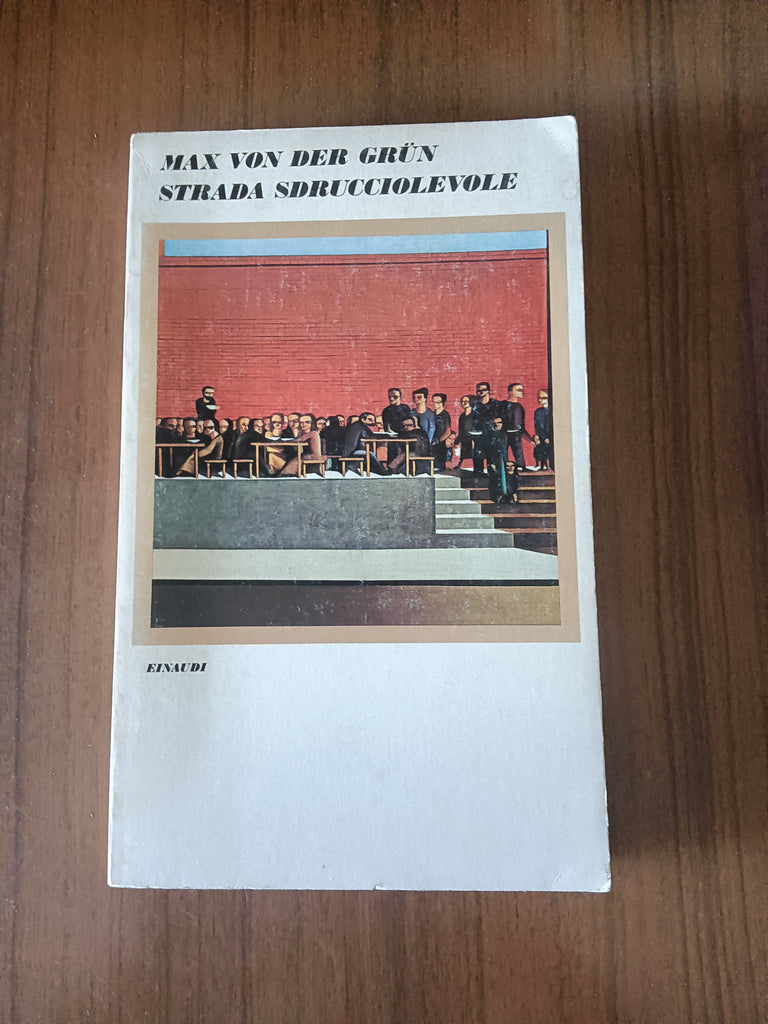 MAX VON DER GRÜN
STRADA SDRUCCIOLEVOLE
EINAUDI